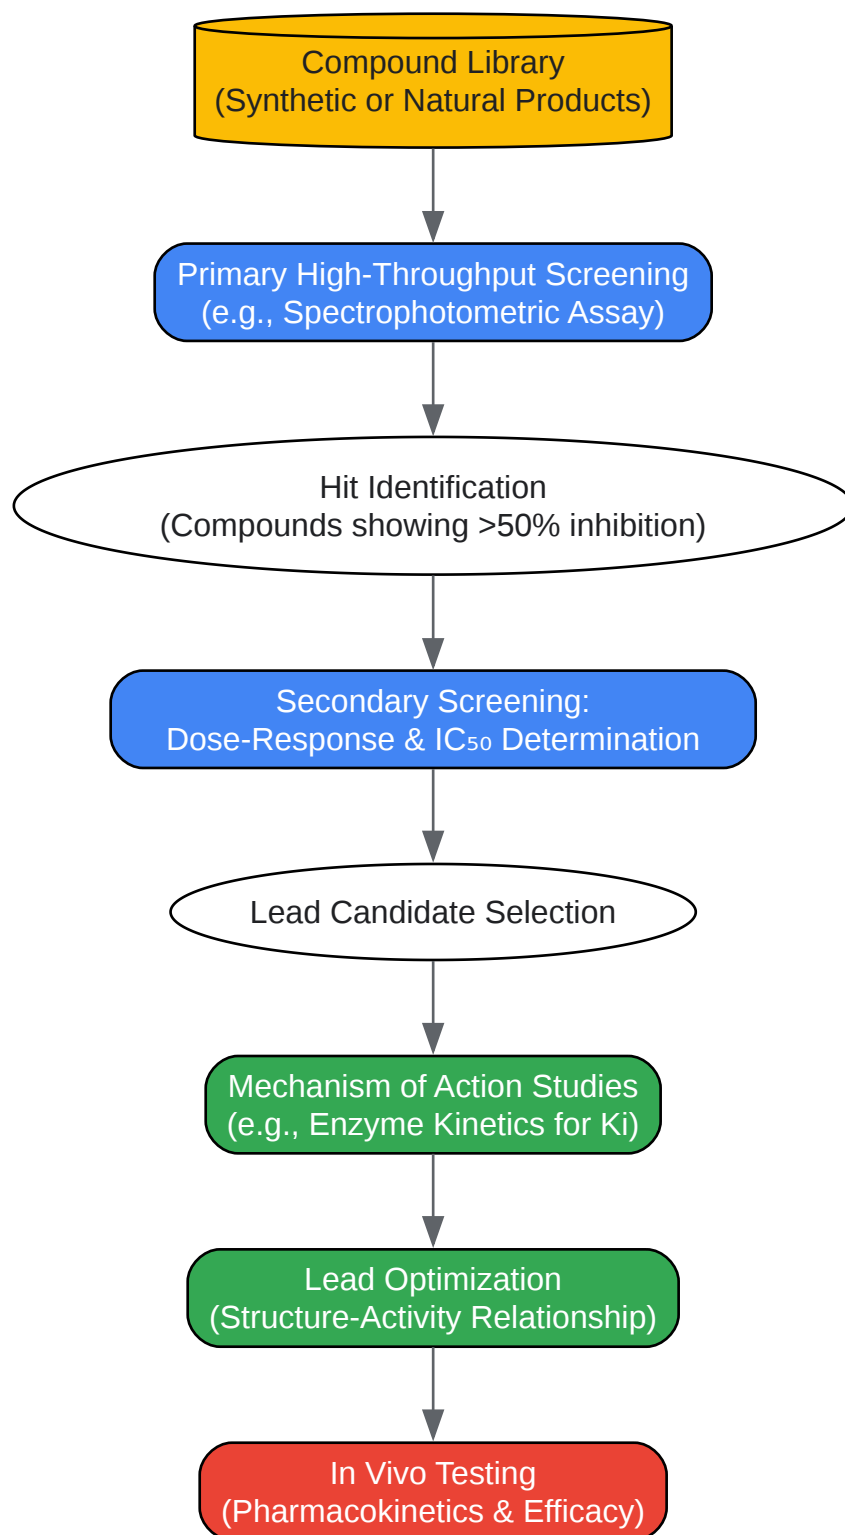 Compound Library
(Synthetic or Natural Products)
Primary High-Throughput Screening
(e.g., Spectrophotometric Assay)
Hit Identification
(Compounds showing >50% inhibition)
Secondary Screening:
Dose-Response & IC₅₀ Determination
Lead Candidate Selection
Mechanism of Action Studies
(e.g., Enzyme Kinetics for Ki)
Lead Optimization
(Structure-Activity Relationship)
In Vivo Testing
(Pharmacokinetics & Efficacy)